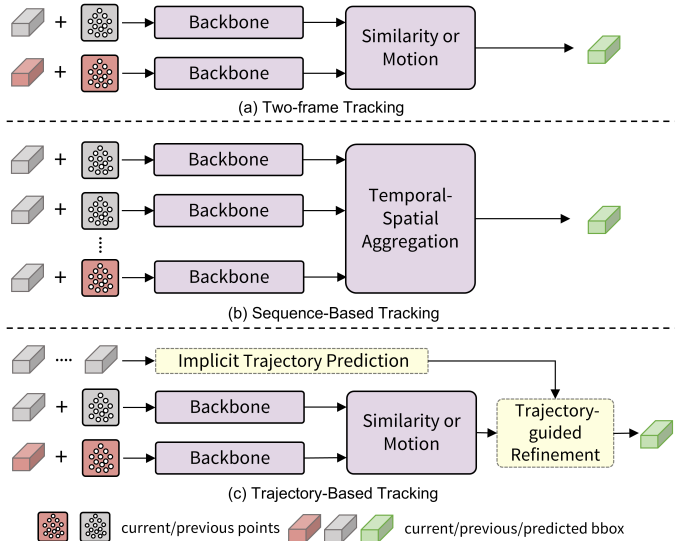 + Backbone
Similarity or
Motion
+ Backbone
(a) Two-frame Tracking
+ Backbone
+ Backbone
Temporal-
Spatial
Aggregation
+ Backbone
(b) Sequence-Based Tracking
Implicit Trajectory Prediction
+ Backbone
Similarity or
Motion
Trajectory-
guided
Refinement
+ Backbone
(c) Trajectory-Based Tracking
current/previous points
current/previous/predicted bbox